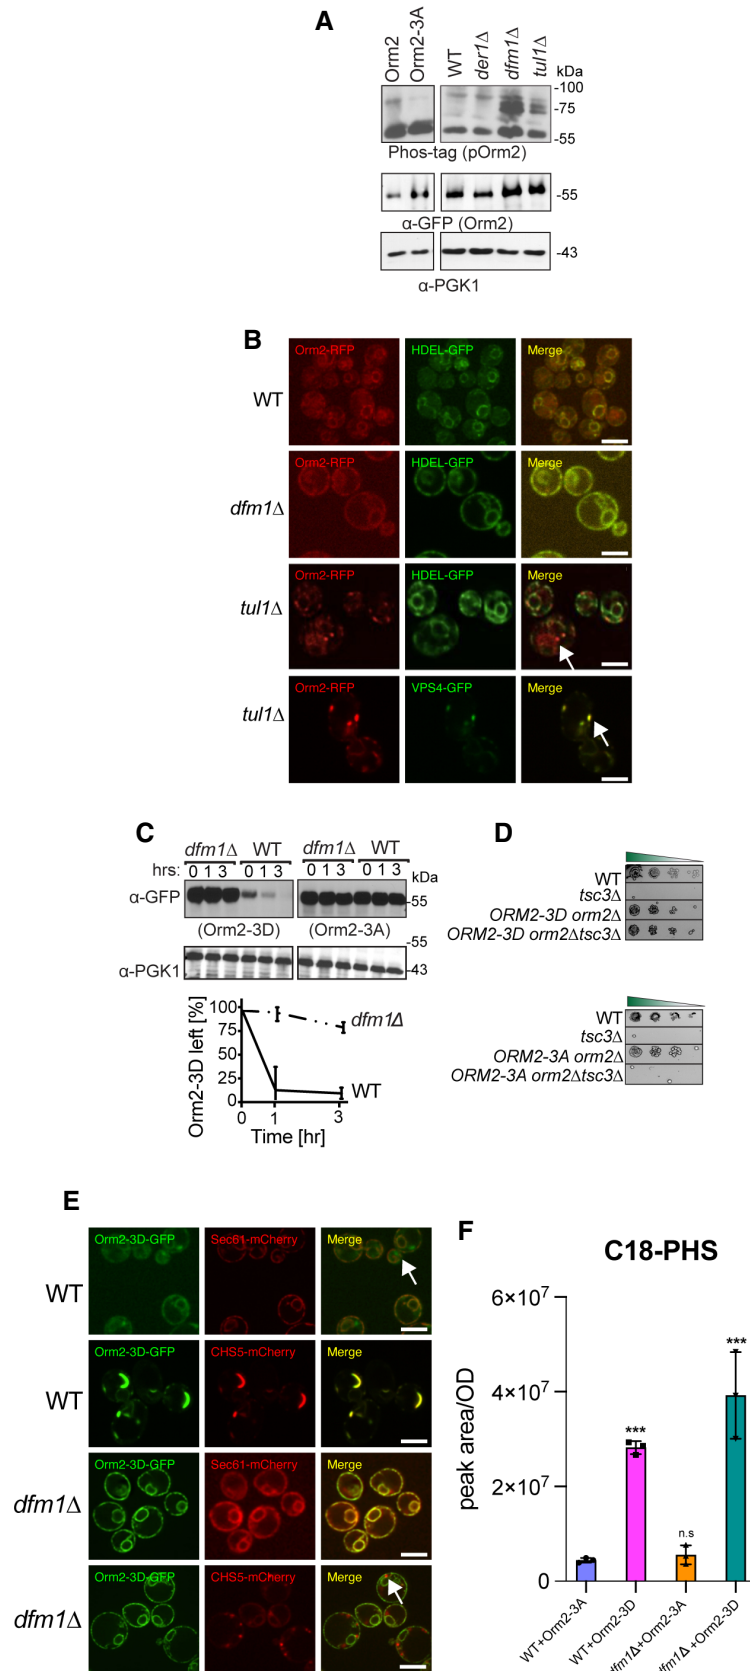 A
Orm2
Orm2-3A
WT
der1Δ
dfm1Δ
tul1Δ
kDa
-100
-75
-55
Phos-tag (pOrm2)
-55
α-GFP (Orm2)
-43
α-PGK1
B
WT
Orm2-RFP
HDEL-GFP
Merge
dfm1Δ
Orm2-RFP
HDEL-GFP
Merge
tul1Δ
Orm2-RFP
HDEL-GFP
Merge
tul1Δ
Orm2-RFP
VPS4-GFP
Merge
C
dfm1Δ WT dfm1Δ WT
hrs: 0 1 3 0 1 3 0 1 3 0 1 3
kDa
α-GFP
-55
(Orm2-3D) (Orm2-3A)
-55
α-PGK1
-43
Orm2-3D left [%]
100
75
50
25
0
dfm1Δ
WT
0 1 3
Time [hr]
D
WT
tsc3Δ
ORM2-3D orm2Δ
ORM2-3D orm2Δtsc3Δ
WT
tsc3Δ
ORM2-3A orm2Δ
ORM2-3A orm2Δtsc3Δ
E
WT
Orm2-3D-GFP
Sec61-mCherry
Merge
WT
Orm2-3D-GFP
CHS5-mCherry
Merge
dfm1Δ
Orm2-3D-GFP
Sec61-mCherry
Merge
dfm1Δ
Orm2-3D-GFP
CHS5-mCherry
Merge
F
C18-PHS
peak area/OD
6×10⁷
4×10⁷
2×10⁷
0
***
n.s
***
WT+Orm2-3A
WT+Orm2-3D
dfm1Δ+Orm2-3A
dfm1Δ+Orm2-3D